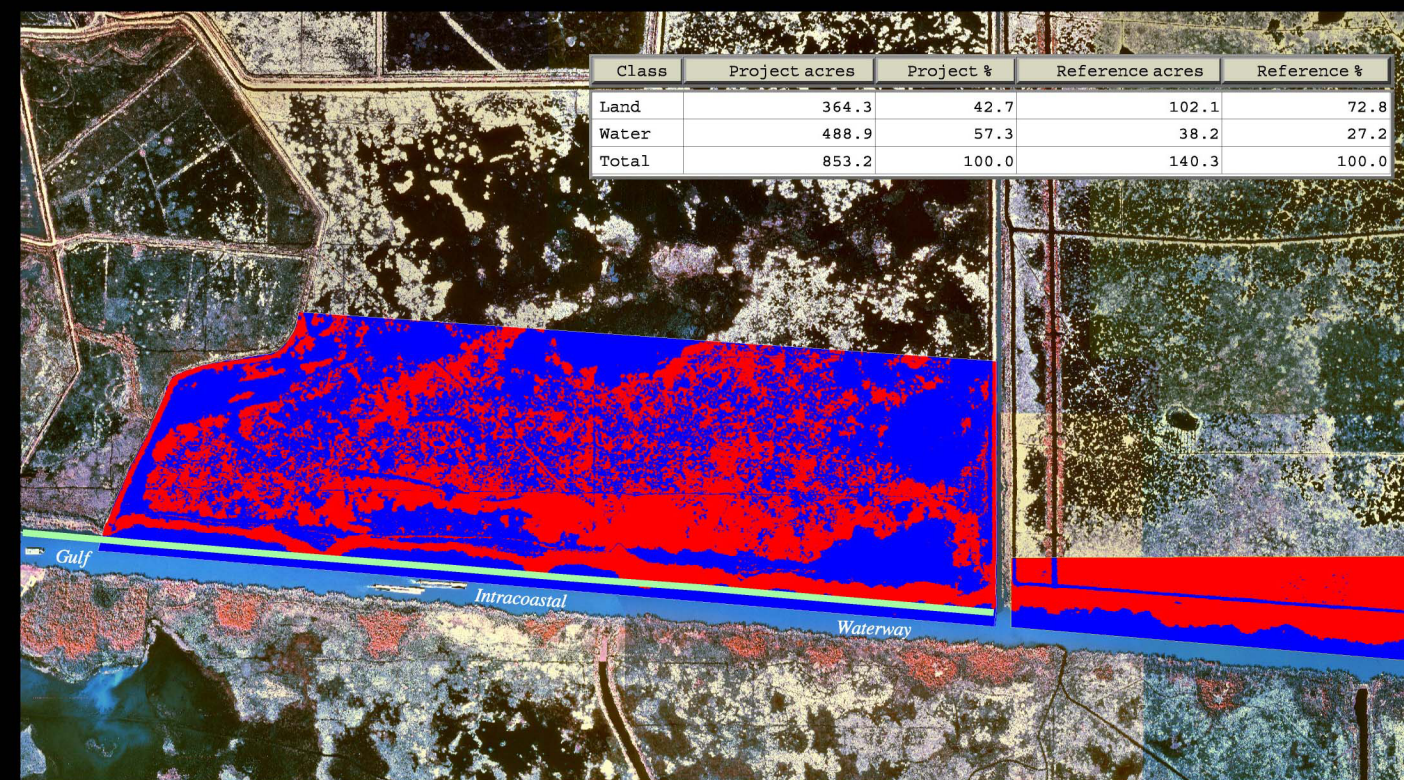 Class Project acres Project % Reference acres Reference %
Land 364.3 42.7 102.1 72.8
Water 488.9 57.3 38.2 27.2
Total 853.2 100.0 140.3 100.0
Gulf
Intracoastal
Waterway